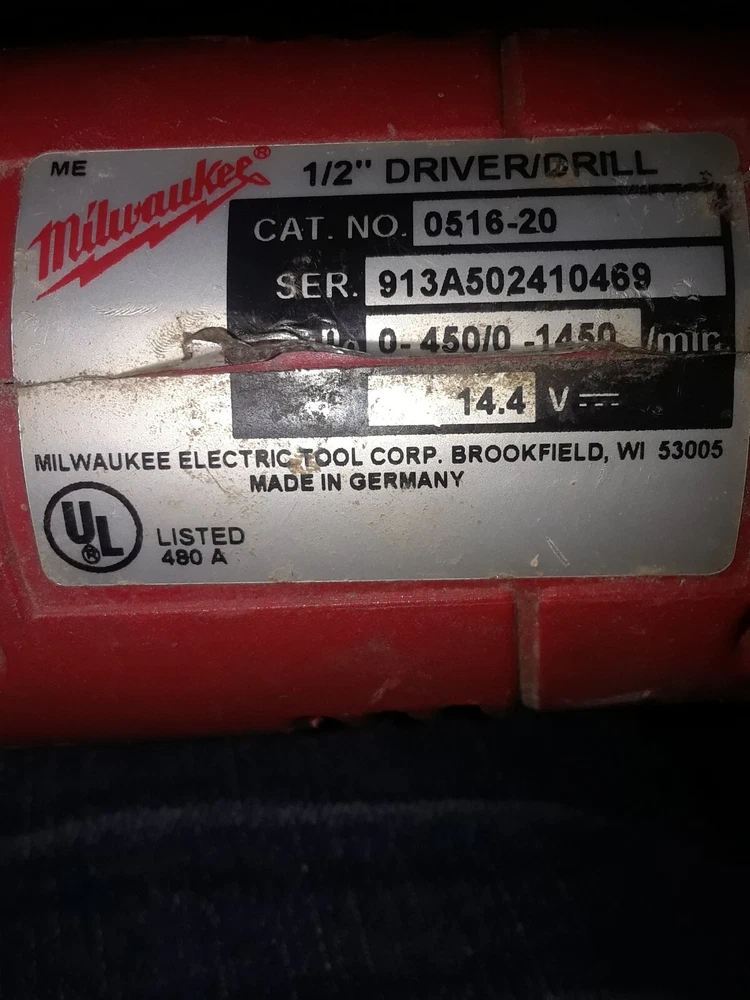 ME
Milwaukee®
1/2" DRIVER/DRILL
CAT. NO. 0516-20
SER. 913A502410469
0-450/0-1450 /min.
14.4 V
MILWAUKEE ELECTRIC TOOL CORP. BROOKFIELD, WI 53005
MADE IN GERMANY
UL®
LISTED
480 A